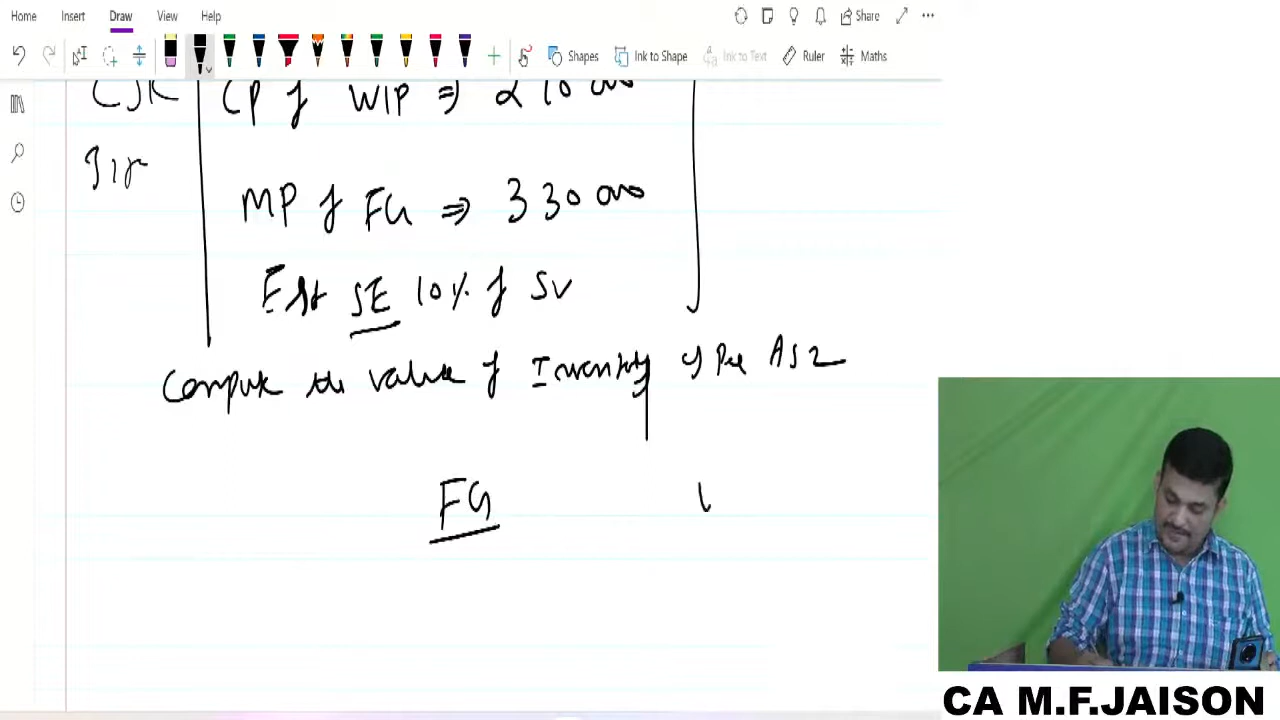 Home Insert Draw View Help Share
Shapes Ink to Shape Ink to Text Ruler Maths
CP of WIP ⇒ 210 000
MP of FG ⇒ 330 000
Est SE 10% of SV
Compute the value of Inventory as per AS 2
FG
CA M.F.JAISON